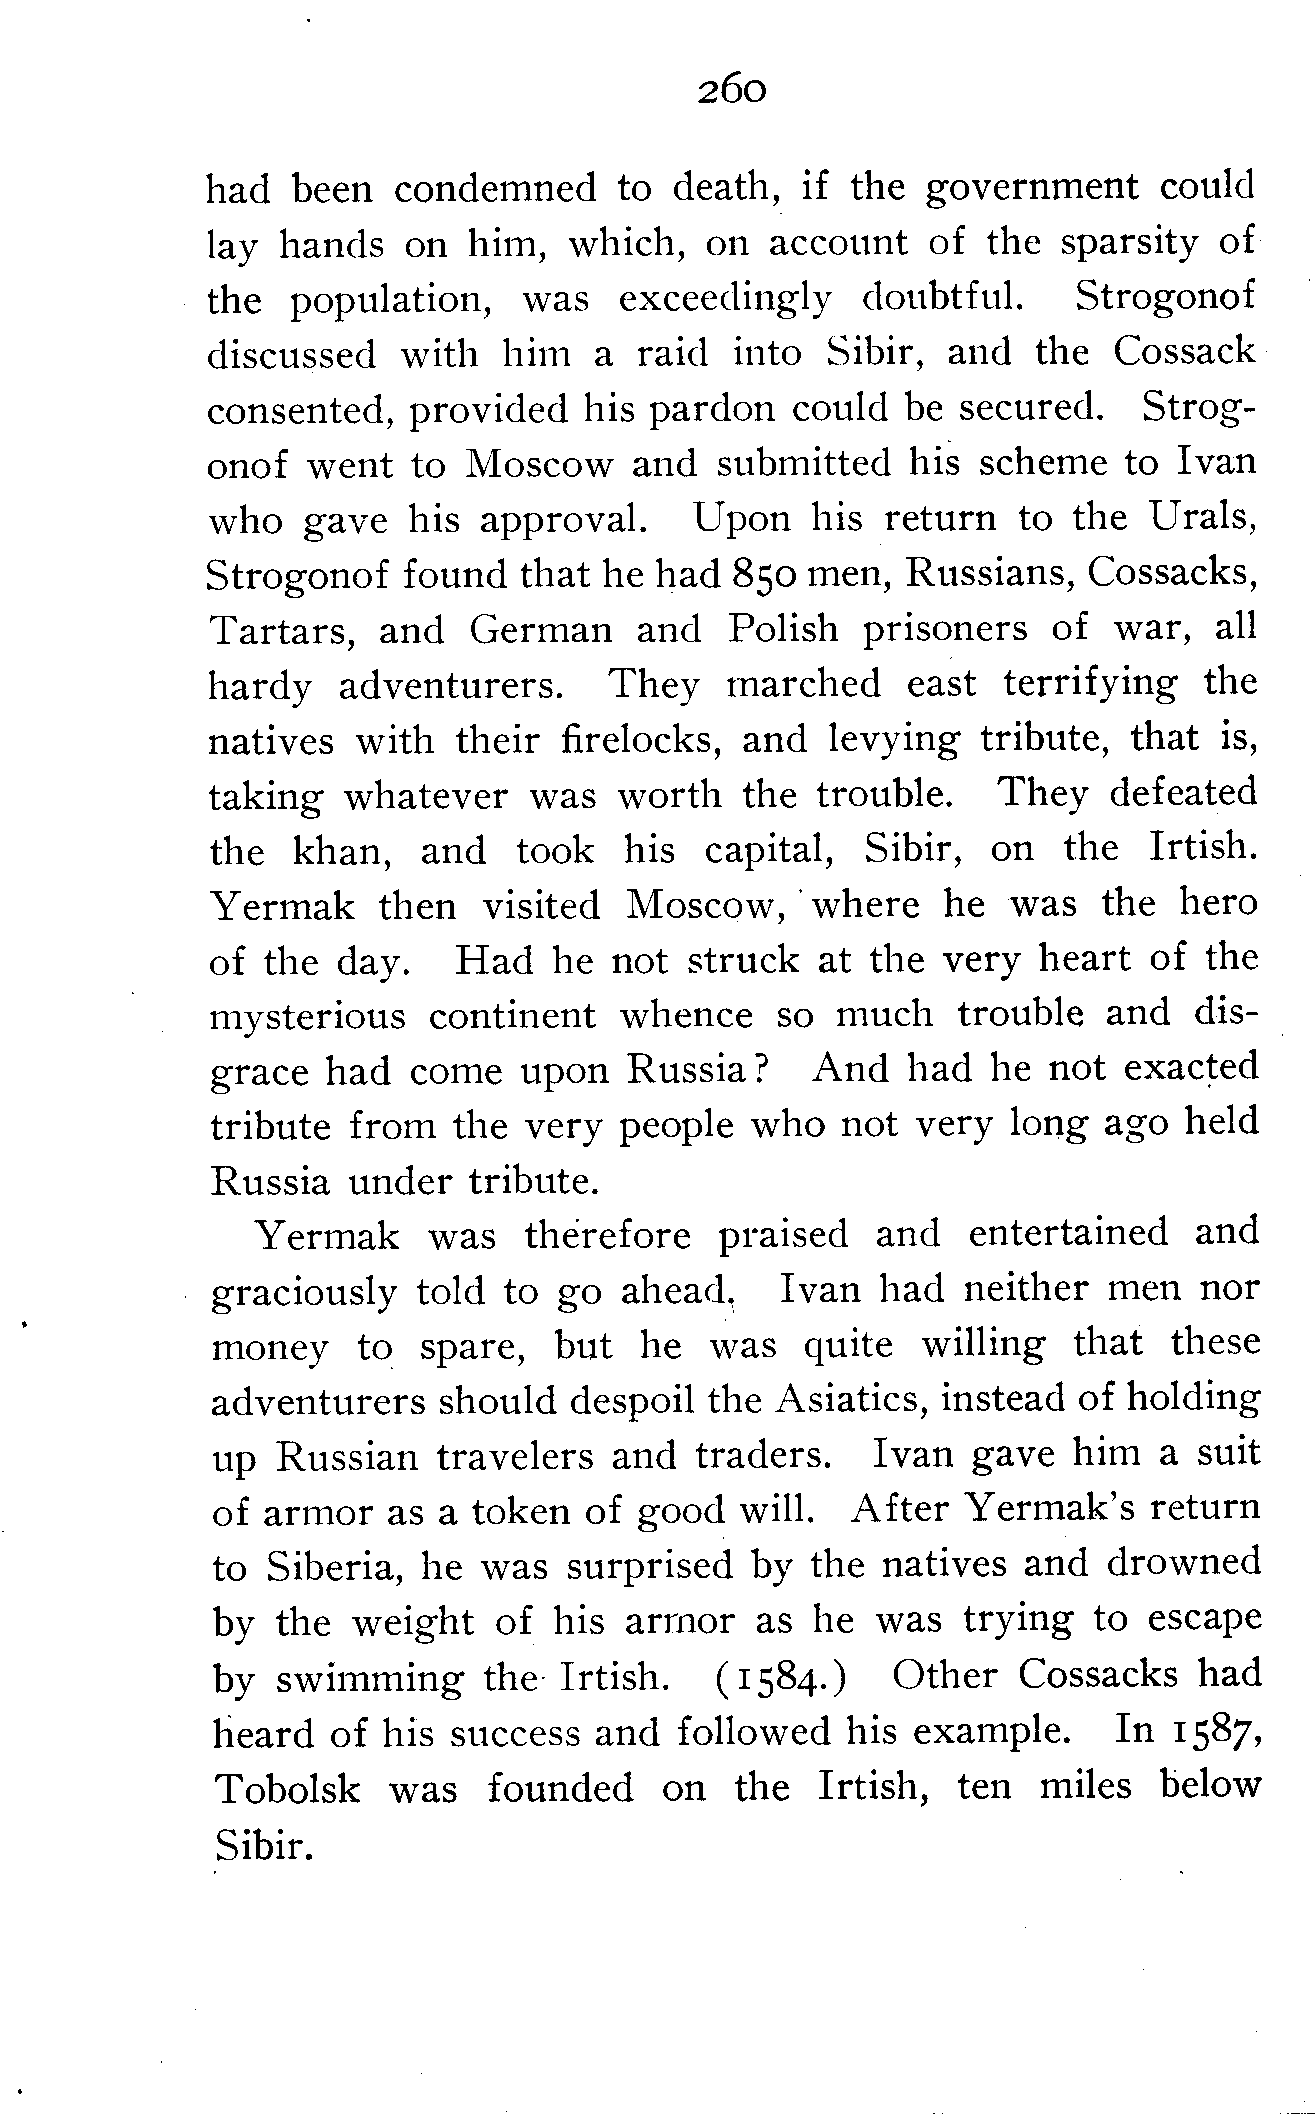 260
had been condemned to death, if the government could
lay hands on him, which, on account of the sparsity of
the population, was exceedingly doubtful. Strogonof
discussed with him a raid into Sibir, and the Cossack
consented, provided his pardon could be secured. Strog-
onof went to Moscow and submitted his scheme to Ivan
who gave his approval. Upon his return to the Urals,
Strogonof found that he had 850 men, Russians, Cossacks,
Tartars, and German and Polish prisoners of war, all
hardy adventurers. They marched east terrifying the
natives with their firelocks, and levying tribute, that is,
taking whatever was worth the trouble. They defeated
the khan, and took his capital, Sibir, on the Irtish.
Yermak then visited Moscow, where he was the hero
of the day. Had he not struck at the very heart of the
mysterious continent whence so much trouble and dis-
grace had come upon Russia? And had he not exacted
tribute from the very people who not very long ago held
Russia under tribute.
Yermak was therefore praised and entertained and
graciously told to go ahead, Ivan had neither men nor
money to spare, but he was quite willing that these
adventurers should despoil the Asiatics, instead of holding
up Russian travelers and traders. Ivan gave him a suit
of armor as a token of good will. After Yermak's return
to Siberia, he was surprised by the natives and drowned
by the weight of his armor as he was trying to escape
by swimming the Irtish. (1584.) Other Cossacks had
heard of his success and followed his example. In 1587,
Tobolsk was founded on the Irtish, ten miles below
Sibir.